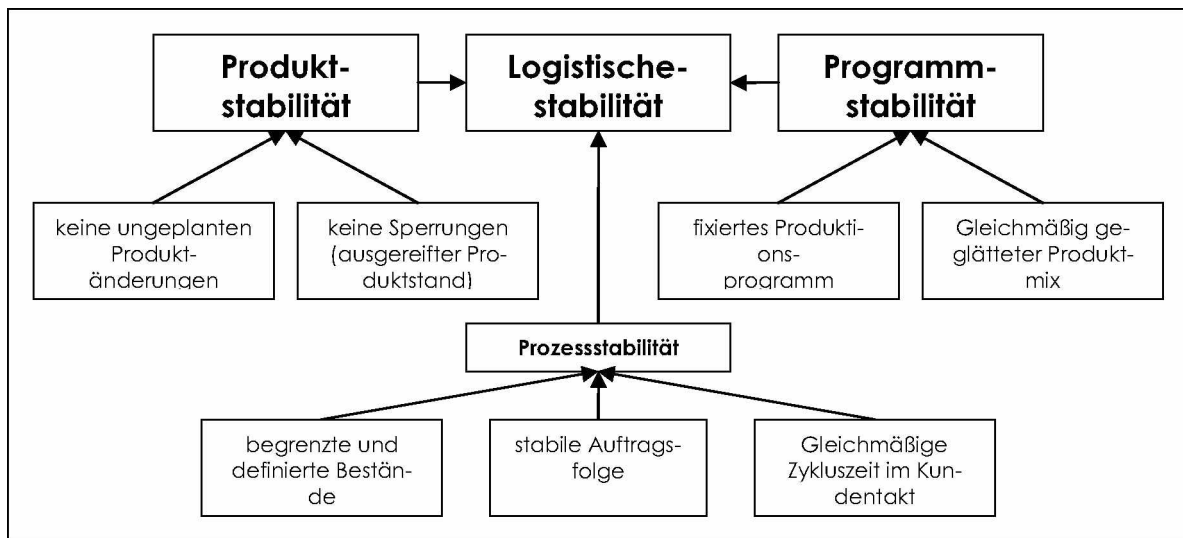 Produkt-
stabilität
Logistische-
stabilität
Programm-
stabilität
keine ungeplanten
Produkt-
änderungen
keine Sperrungen
(ausgereifter Pro-
duktstand)
fixiertes Produkti-
ons-
programm
Gleichmäßig ge-
glätteter Produkt-
mix
Prozessstabilität
begrenzte und
definierte Bestän-
de
stabile Auftrags-
folge
Gleichmäßige
Zykluszeit im Kun-
dentakt